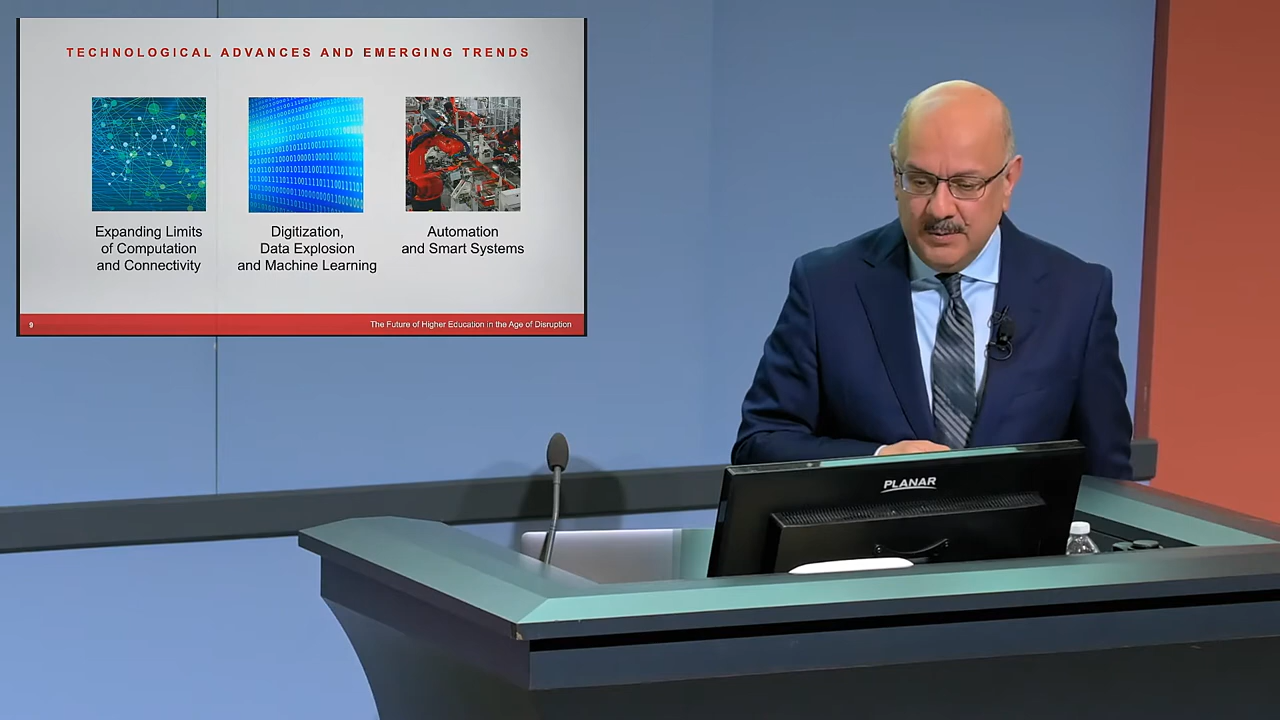 TECHNOLOGICAL ADVANCES AND EMERGING TRENDS
Expanding Limits
of Computation
and Connectivity
Digitization,
Data Explosion
and Machine Learning
Automation
and Smart Systems
9
The Future of Higher Education in the Age of Disruption
PLANAR